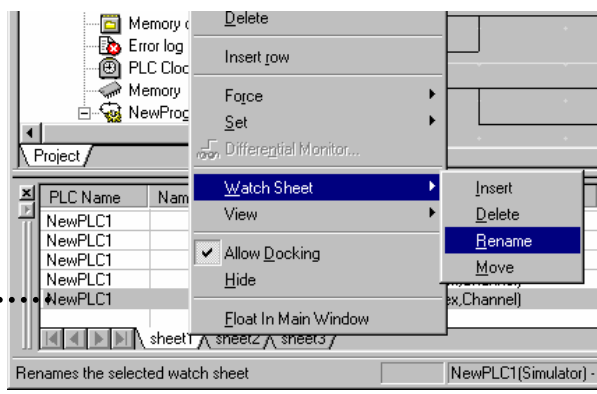 Memory
Error log
PLC Cloc
Memory
NewProg
Project
Delete
Insert row
Force
Set
Differential Monitor...
Watch Sheet
View
Allow Docking
Hide
Float In Main Window
Insert
Delete
Rename
Move
PLC Name Nam
NewPLC1
NewPLC1
NewPLC1
NewPLC1
NewPLC1 ex,Channel)
sheet1 sheet2 sheet3
Renames the selected watch sheet NewPLC1(Simulator) -